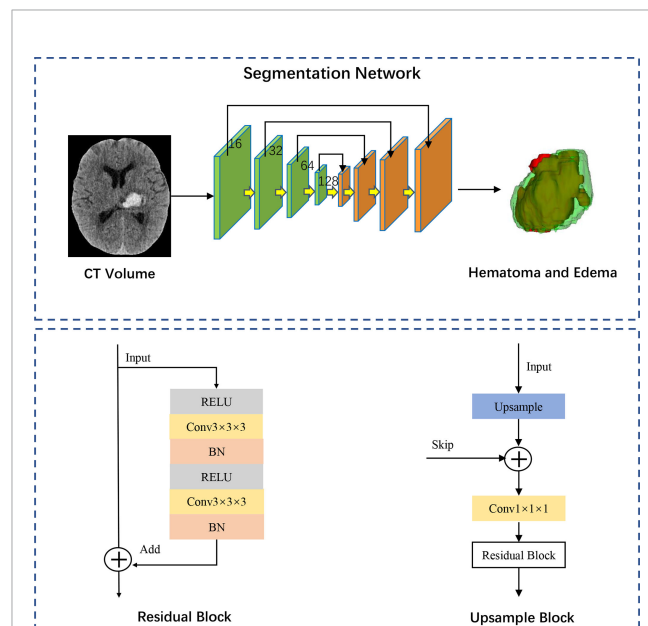 Segmentation Network
16
32
64
128
CT Volume
Hematoma and Edema
Input
RELU
Conv3×3×3
BN
RELU
Conv3×3×3
BN
Add
Residual Block
Input
Upsample
Skip
Conv1×1×1
Residual Block
Upsample Block